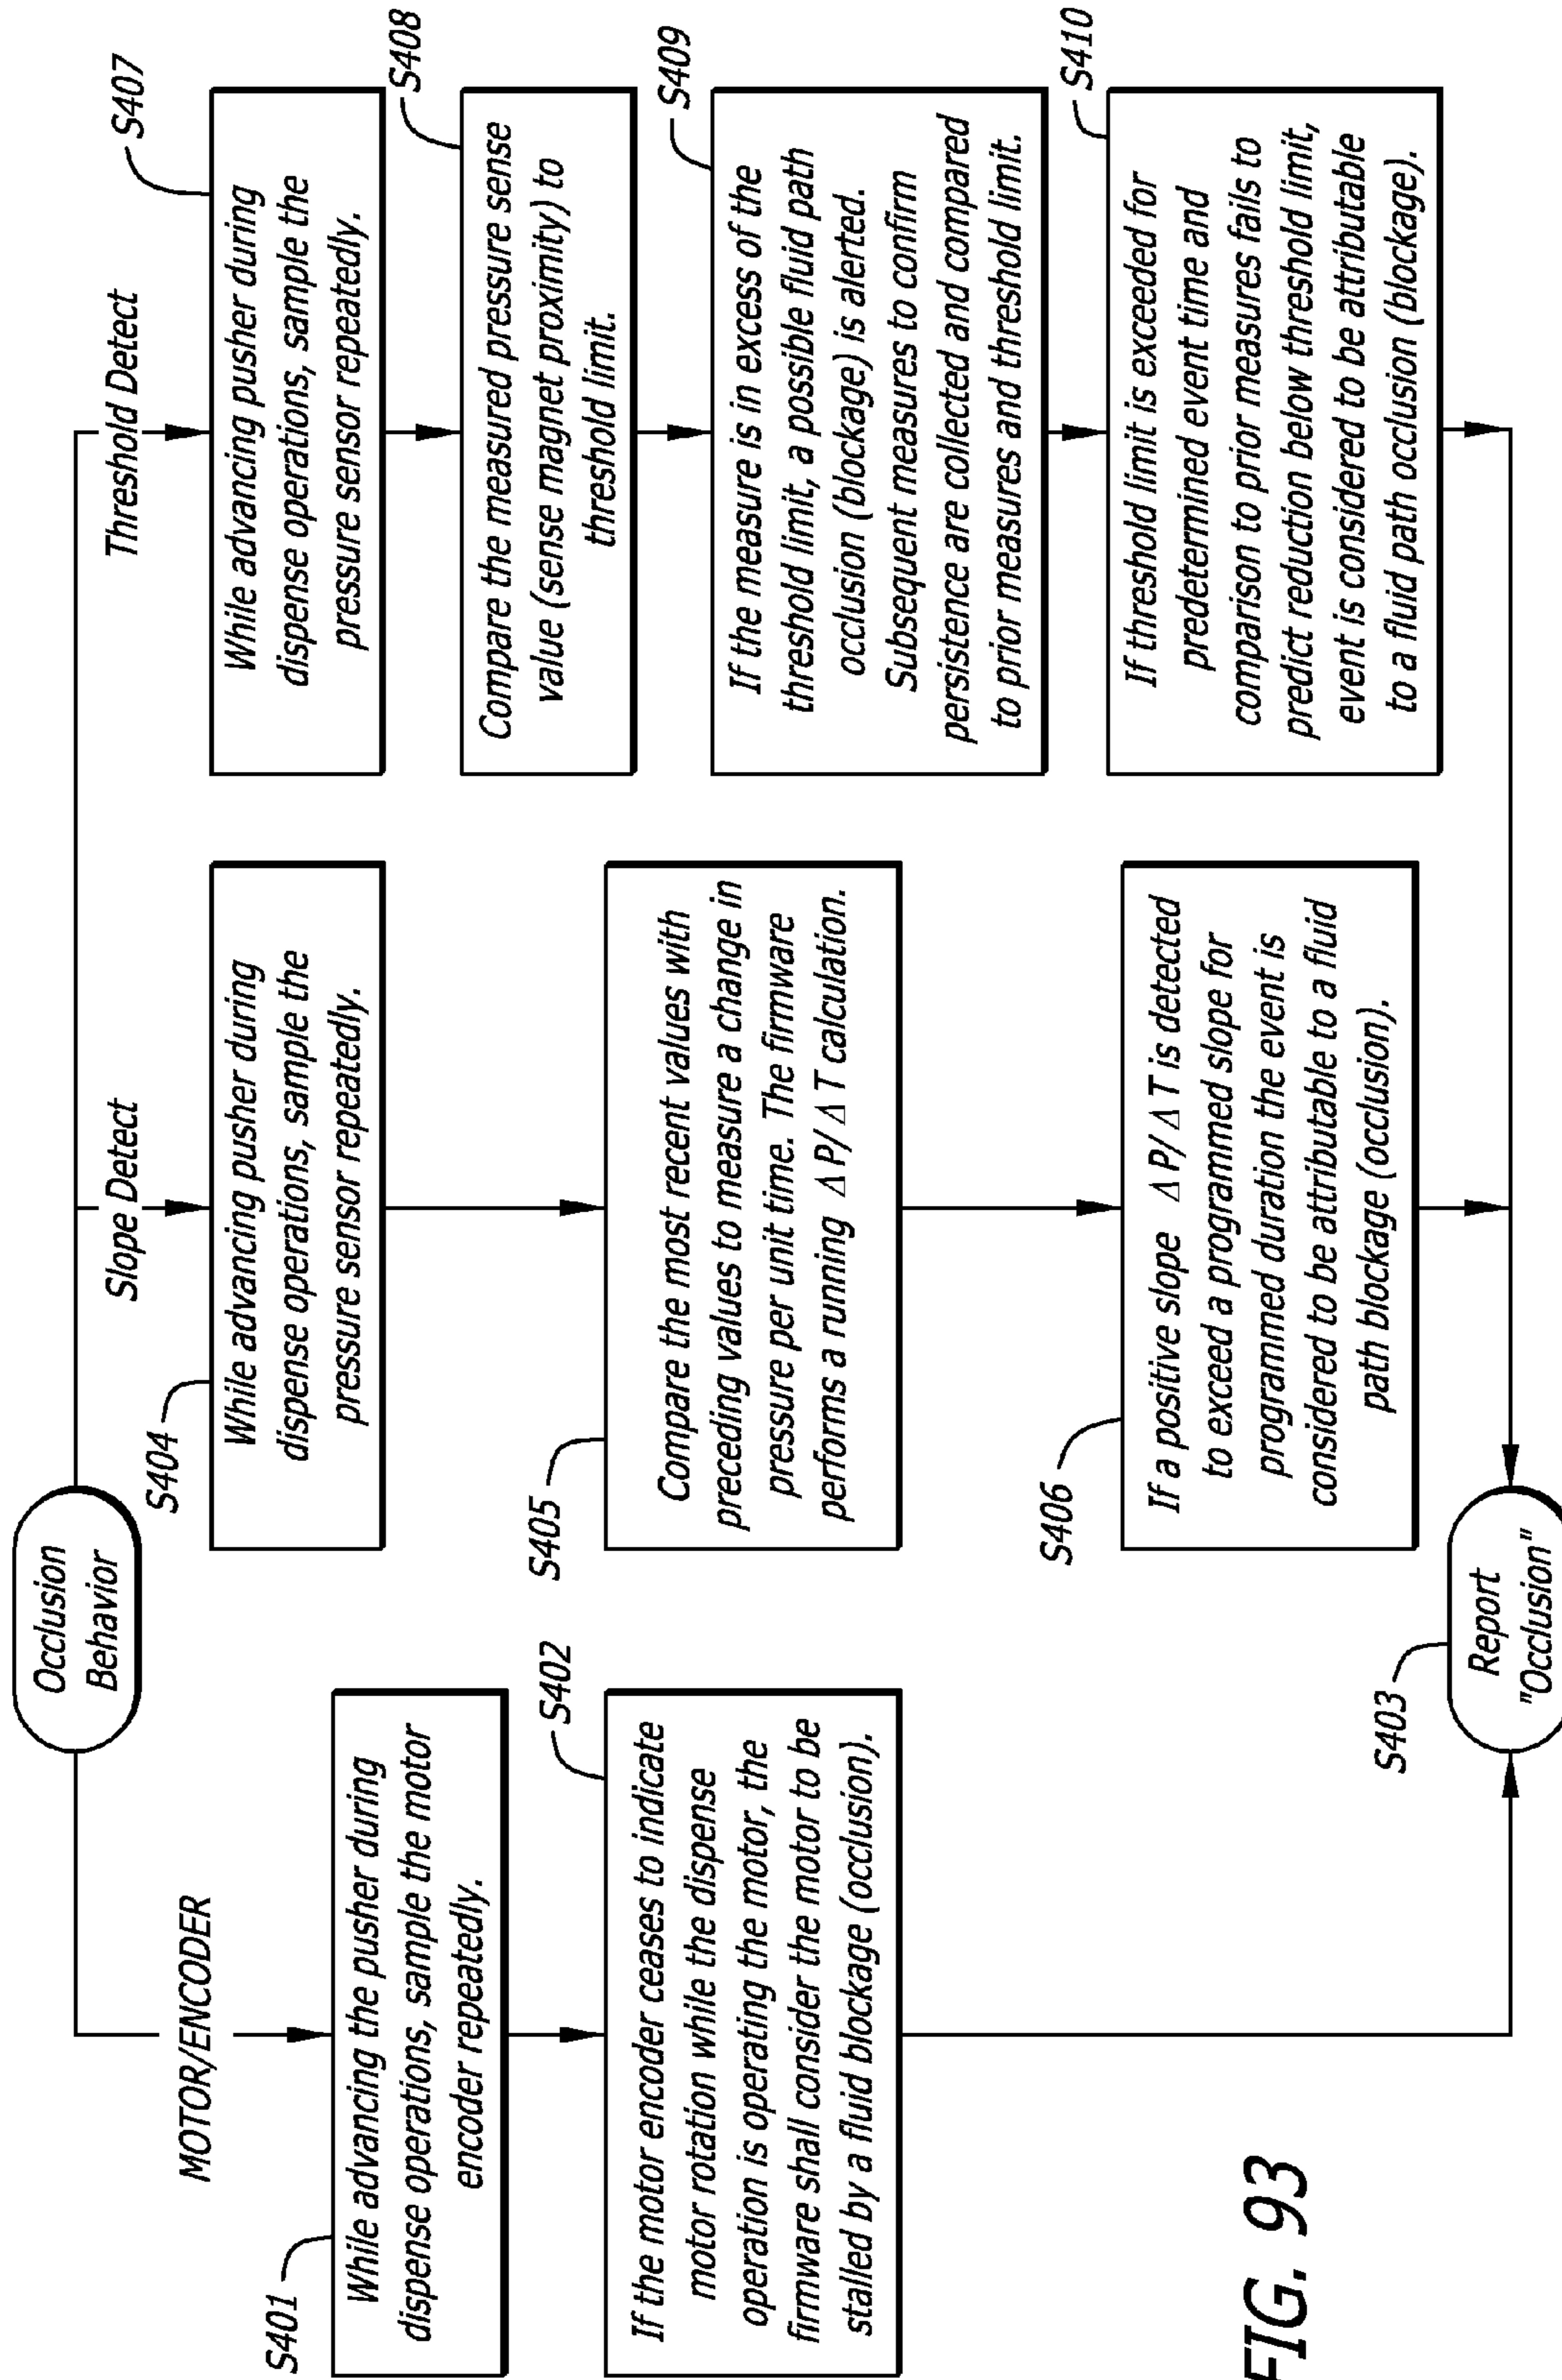 Occlusion
Behavior
MOTOR/ENCODER
S401
While advancing the pusher during
dispense operations, sample the motor
encoder repeatedly.
S402
If the motor encoder ceases to indicate
motor rotation while the dispense
operation is operating the motor, the
firmware shall consider the motor to be
stalled by a fluid blockage (occlusion).
Slope Detect
S404
While advancing pusher during
dispense operations, sample the
pressure sensor repeatedly.
S405
Compare the most recent values with
preceding values to measure a change in
pressure per unit time. The firmware
performs a running Δ P/Δ T calculation.
S406
If a positive slope Δ P/Δ T is detected
to exceed a programmed slope for
programmed duration the event is
considered to be attributable to a fluid
path blockage (occlusion).
Threshold Detect
S407
While advancing pusher during
dispense operations, sample the
pressure sensor repeatedly.
S408
Compare the measured pressure sense
value (sense magnet proximity) to
threshold limit.
S409
If the measure is in excess of the
threshold limit, a possible fluid path
occlusion (blockage) is alerted.
Subsequent measures to confirm
persistence are collected and compared
to prior measures and threshold limit.
S410
If threshold limit is exceeded for
predetermined event time and
comparison to prior measures fails to
predict reduction below threshold limit,
event is considered to be attributable
to a fluid path occlusion (blockage).
S403
Report
"Occlusion"
FIG. 93